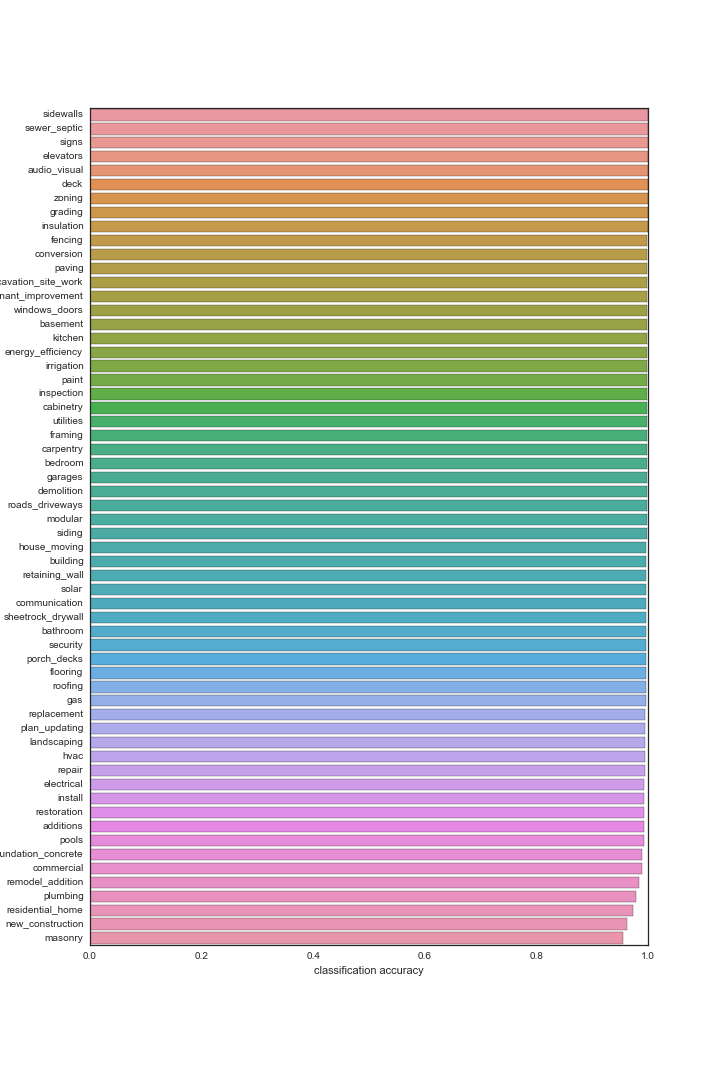 sidewalls
sewer_septic
signs
elevators
audio_visual
deck
zoning
grading
insulation
fencing
conversion
paving
cavation_site_work
nant_improvement
windows_doors
basement
kitchen
energy_efficiency
irrigation
paint
inspection
cabinetry
utilities
framing
carpentry
bedroom
garages
demolition
roads_driveways
modular
siding
house_moving
building
retaining_wall
solar
communication
sheetrock_drywall
bathroom
security
porch_decks
flooring
roofing
gas
replacement
plan_updating
landscaping
hvac
repair
electrical
install
restoration
additions
pools
undation_concrete
commercial
remodel_addition
plumbing
residential_home
new_construction
masonry
0.0 0.2 0.4 0.6 0.8 1.0
classification accuracy